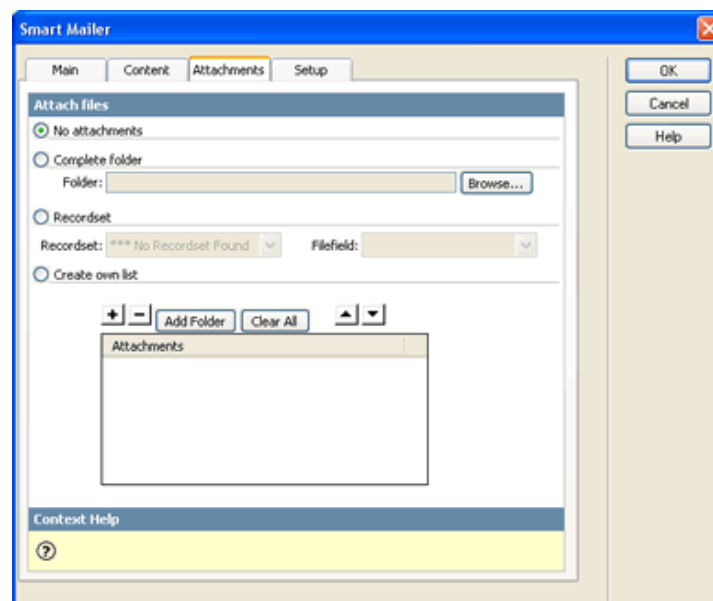 Smart Mailer
Main Content Attachments Setup
OK
Cancel
Help
Attach files
No attachments
Complete folder
Folder: Browse...
Recordset
Recordset: *** No Recordset Found Filefield:
Create own list
+ - Add Folder Clear All
Attachments
Context Help
?